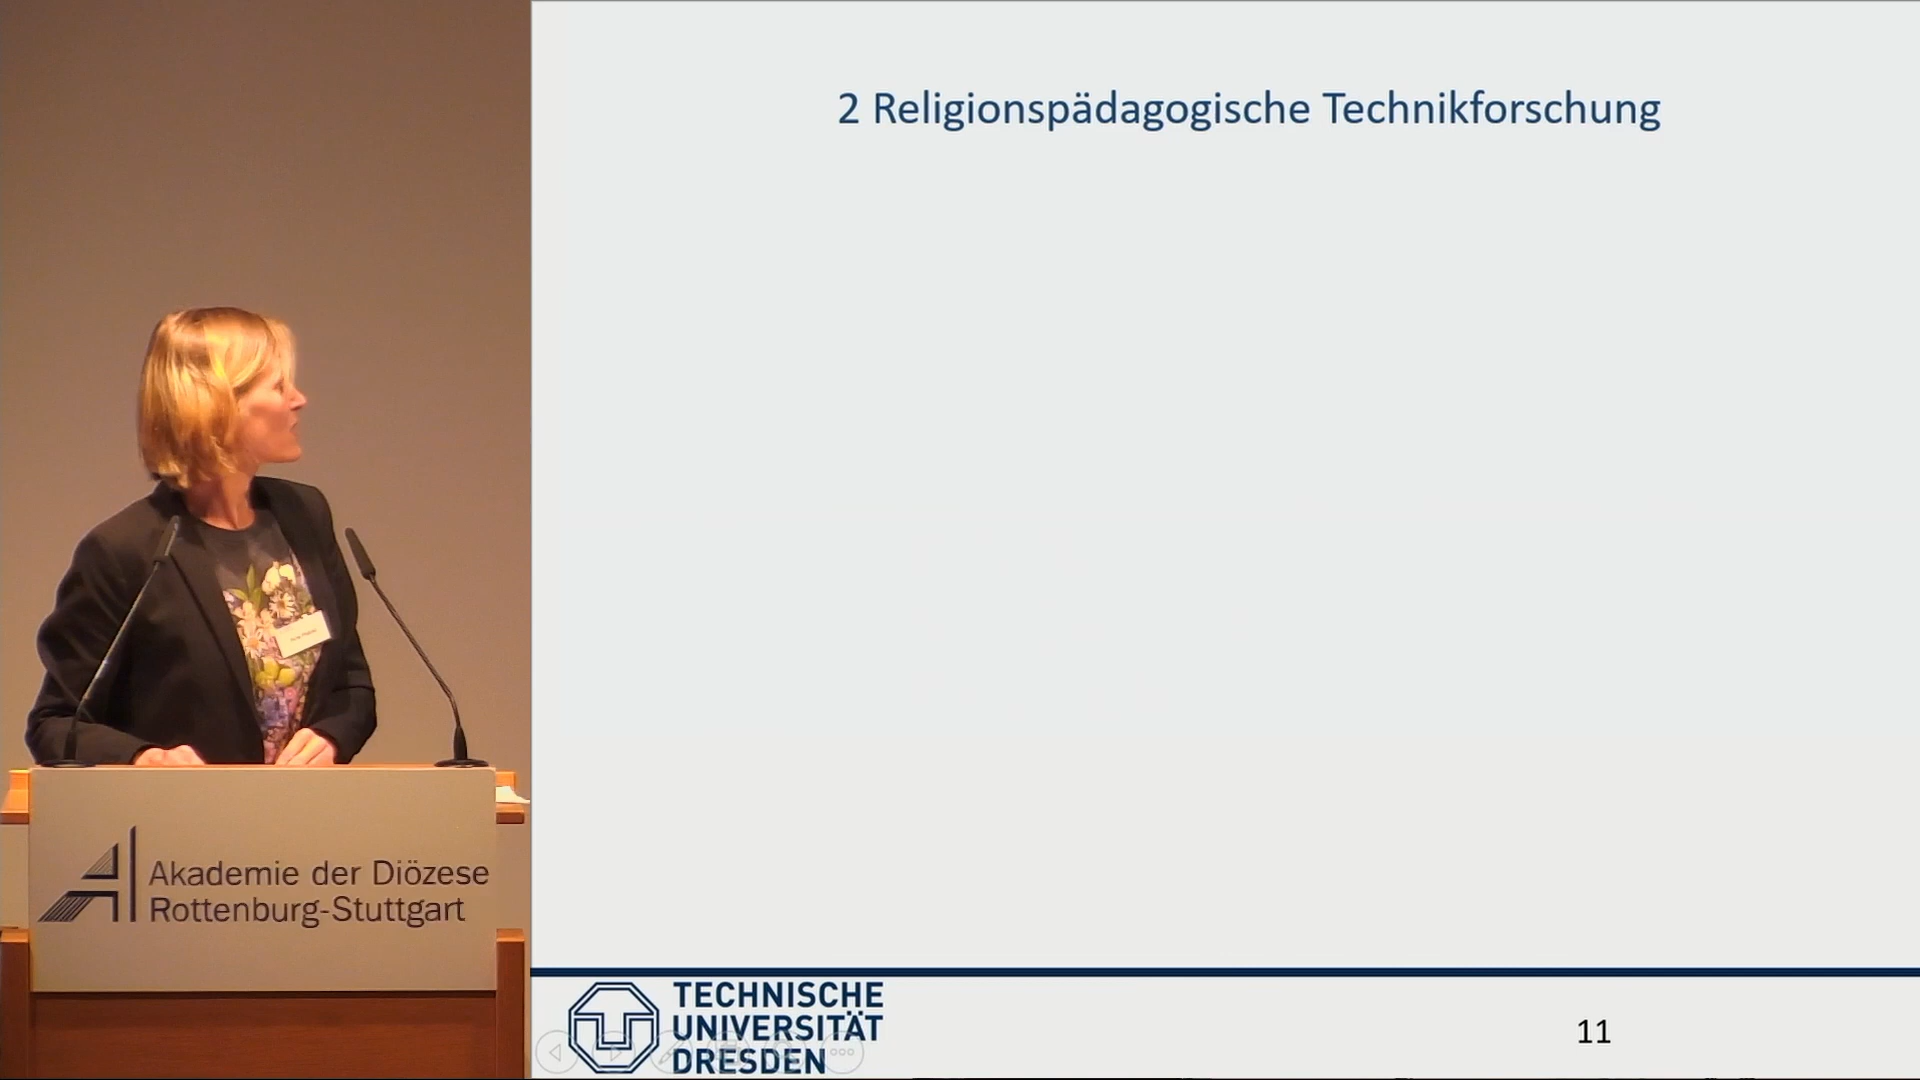 2 Religionspädagogische Technikforschung
Akademie der Diözese
Rottenburg-Stuttgart
TECHNISCHE
UNIVERSITÄT
DRESDEN
11